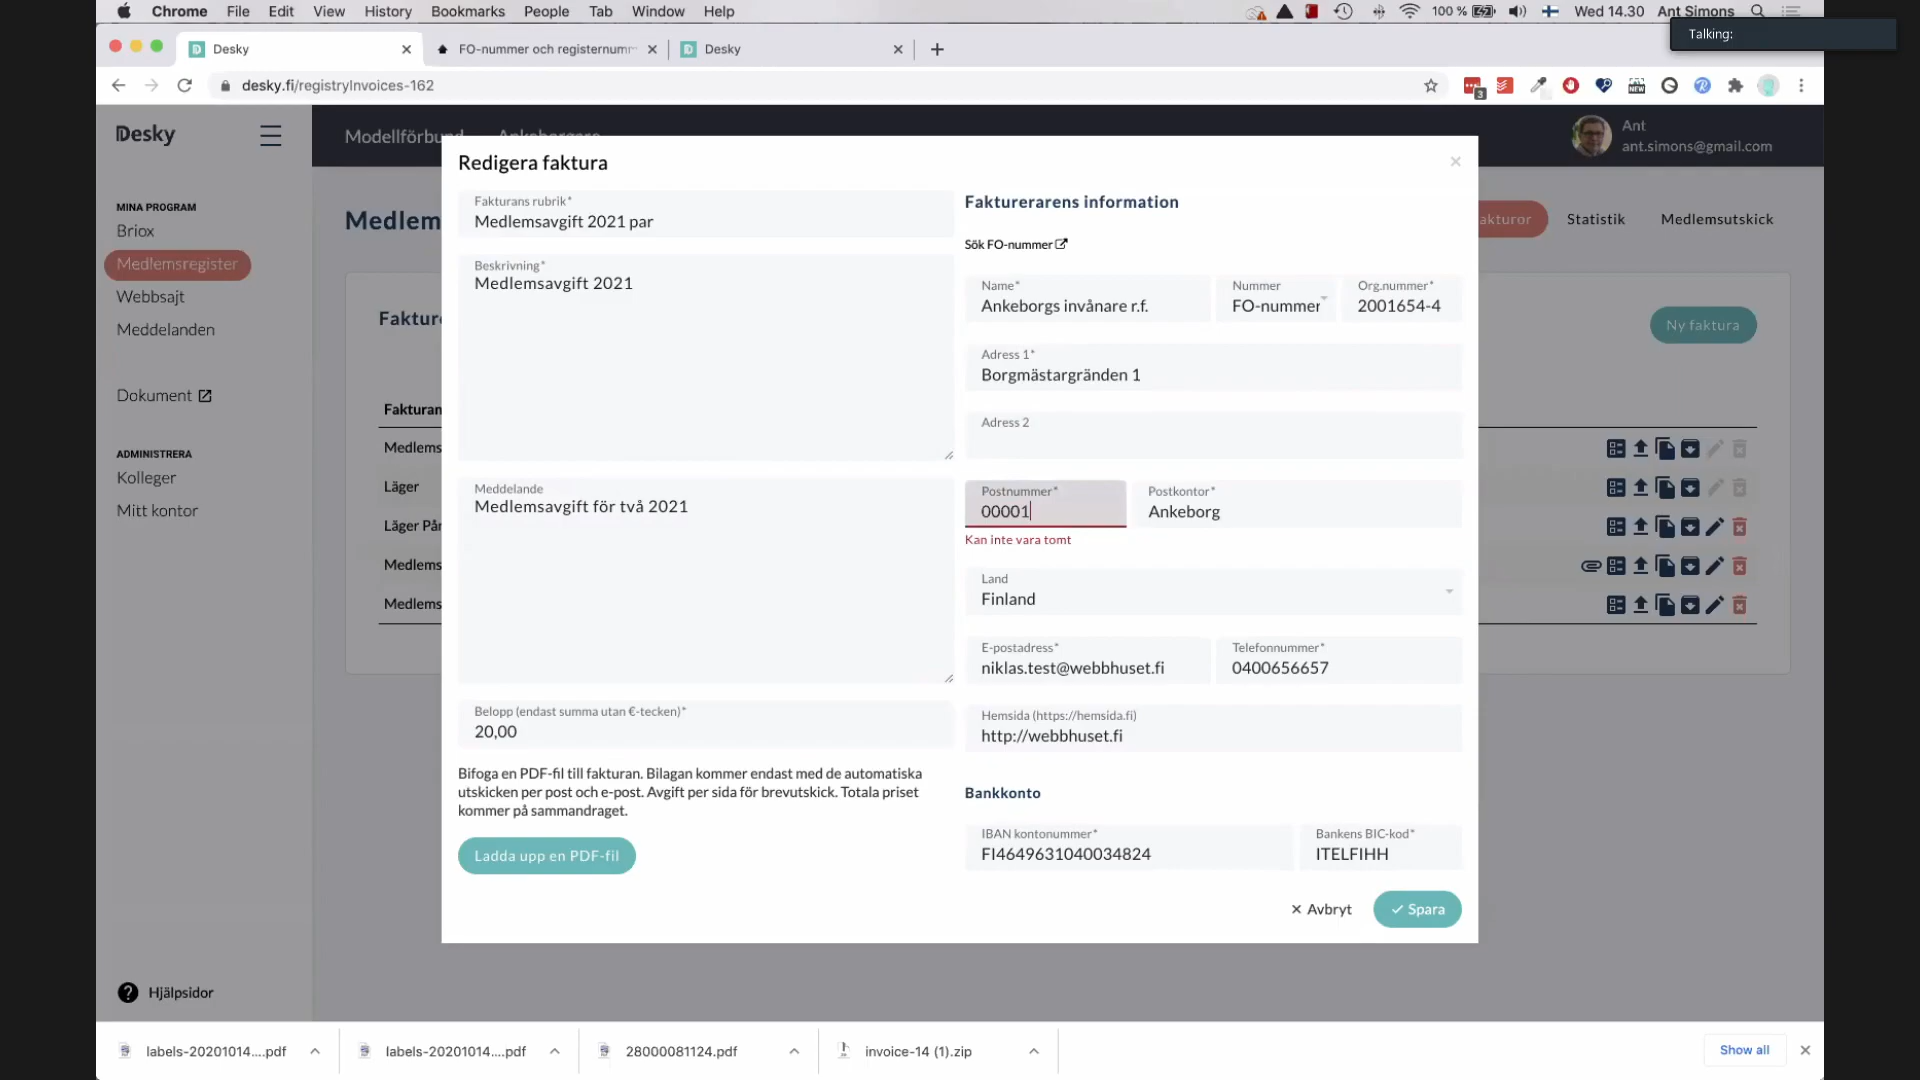 Chrome File Edit View History Bookmarks People Tab Window Help
100 % Wed 14.30 Ant Simons
Talking:
Desky
FO-nummer och registernumm
Desky
desky.fi/registryInvoices-162
3
NEW
Desky
Modellförbund Ankeborgare
Ant
ant.simons@gmail.com
MINA PROGRAM
Briox
Medlemsregister
Webbsajt
Meddelanden
Dokument
ADMINISTRERA
Kolleger
Mitt konto
Hjälpsidor
Medlem
akturor Statistik Medlemsutskick
Fakture
Ny faktura
Fakturan
Medlems
Läger
Läger Pår
Medlems
Medlems
Redigera faktura
Fakturans rubrik*
Medlemsavgift 2021 par
Beskrivning*
Medlemsavgift 2021
Meddelande
Medlemsavgift för två 2021
Belopp (endast summa utan €-tecken)*
20,00
Bifoga en PDF-fil till fakturan. Bilagan kommer endast med de automatiska
utskicken per post och e-post. Avgift per sida för brevutskick. Totala priset
kommer på sammandraget.
Ladda upp en PDF-fil
Fakturerarens information
Sök FO-nummer
Name*
Ankeborgs invånare r.f.
Nummer
FO-nummer
Org.nummer*
2001654-4
Adress 1*
Borgmästargränden 1
Adress 2
Postnummer*
00001
Kan inte vara tomt
Postkontor*
Ankeborg
Land
Finland
E-postadress*
niklas.test@webbhuset.fi
Telefonnummer*
0400656657
Hemsida (https://hemsida.fi)
http://webbhuset.fi
Bankkonto
IBAN kontonummer*
FI4649631040034824
Bankens BIC-kod*
ITELFIHH
Avbryt
Spara
labels-20201014....pdf
labels-20201014....pdf
28000081124.pdf
invoice-14 (1).zip
Show all